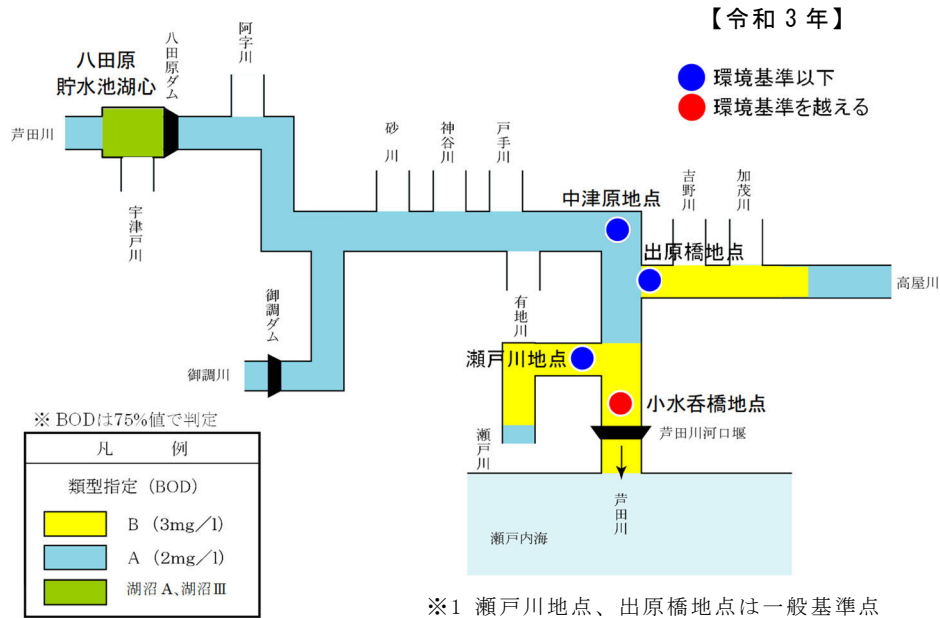 【令和3年】
環境基準以下
環境基準を越える
八田原
貯水池湖心
八田原ダム
阿字川
芦田川
宇津戸川
砂川
神谷川
戸手川
中津原地点
吉野川
加茂川
出原橋地点
高屋川
有地川
御調ダム
御調川
瀬戸川地点
小水呑橋地点
芦田川河口堰
瀬戸川
芦田川
瀬戸内海
※ BODは75%値で判定
凡 例
類型指定 (BOD)
B (3mg/l)
A (2mg/l)
湖沼A、湖沼Ⅲ
※1 瀬戸川地点、出原橋地点は一般基準点